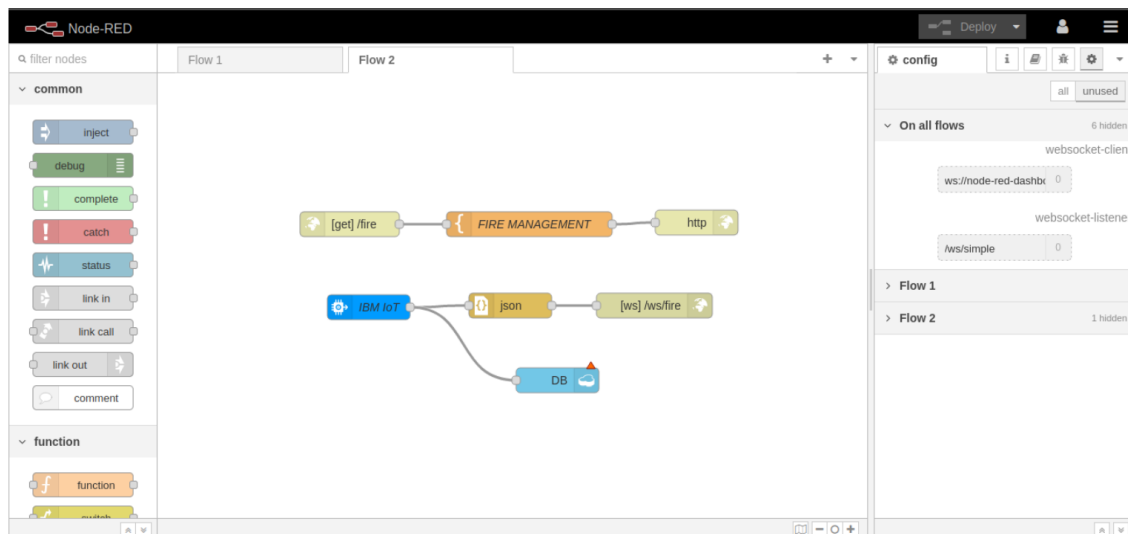 Node-RED
Deploy
filter nodes
Flow 1
Flow 2
config
i
all
unused
common
inject
debug
complete
catch
status
link in
link call
link out
comment
function
function
switch
[get] /fire
FIRE MANAGEMENT
http
IBM IoT
json
[ws] /ws/fire
DB
On all flows
6 hidden
websocket-clien
ws://node-red-dashbo
0
websocket-listene
/ws/simple
0
Flow 1
Flow 2
1 hidden